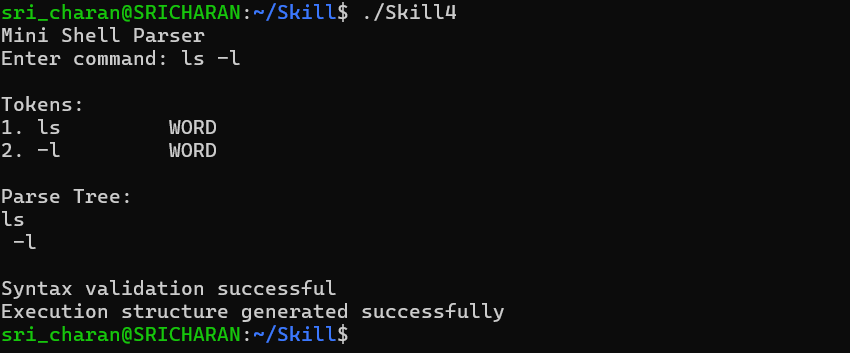 sri_charan@SRICHARAN:~/Skill$ ./Skill4
Mini Shell Parser
Enter command: ls -l

Tokens:
1. ls         WORD
2. -l         WORD

Parse Tree:
ls
 -l

Syntax validation successful
Execution structure generated successfully
sri_charan@SRICHARAN:~/Skill$